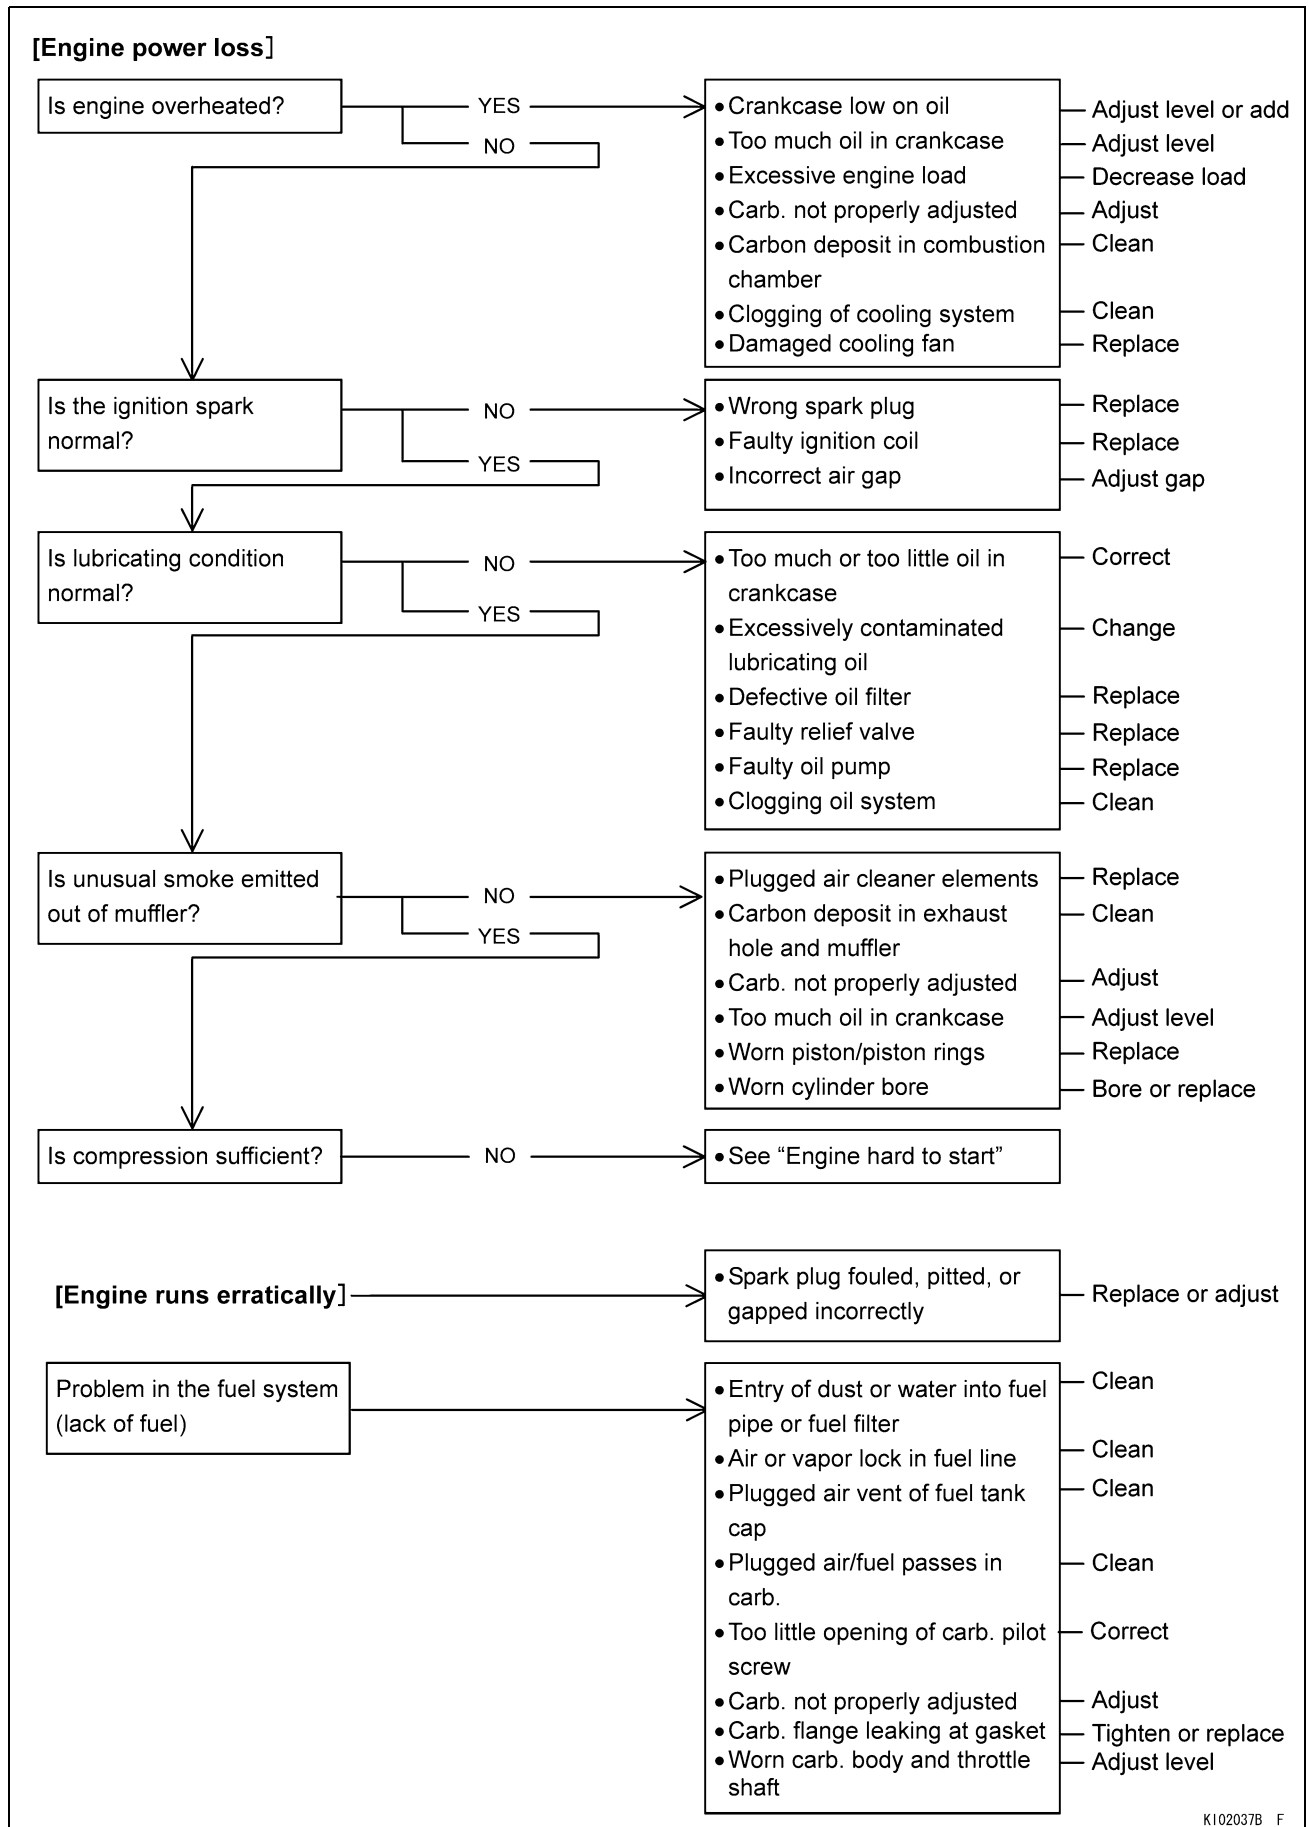 [Engine power loss]
Is engine overheated?
YES
NO
•Crankcase low on oil
Adjust level or add
•Too much oil in crankcase
Adjust level
•Excessive engine load
Decrease load
•Carb. not properly adjusted
Adjust
•Carbon deposit in combustion
chamber
Clean
•Clogging of cooling system
Clean
•Damaged cooling fan
Replace
Is the ignition spark
normal?
NO
YES
•Wrong spark plug
Replace
•Faulty ignition coil
Replace
•Incorrect air gap
Adjust gap
Is lubricating condition
normal?
NO
YES
•Too much or too little oil in
crankcase
Correct
•Excessively contaminated
lubricating oil
Change
•Defective oil filter
Replace
•Faulty relief valve
Replace
•Faulty oil pump
Replace
•Clogging oil system
Clean
Is unusual smoke emitted
out of muffler?
NO
YES
•Plugged air cleaner elements
Replace
•Carbon deposit in exhaust
hole and muffler
Clean
•Carb. not properly adjusted
Adjust
•Too much oil in crankcase
Adjust level
•Worn piston/piston rings
Replace
•Worn cylinder bore
Bore or replace
Is compression sufficient?
NO
•See “Engine hard to start”
[Engine runs erratically]
•Spark plug fouled, pitted, or
gapped incorrectly
Replace or adjust
Problem in the fuel system
(lack of fuel)
•Entry of dust or water into fuel
pipe or fuel filter
Clean
•Air or vapor lock in fuel line
Clean
•Plugged air vent of fuel tank
cap
Clean
•Plugged air/fuel passes in
carb.
Clean
•Too little opening of carb. pilot
screw
Correct
•Carb. not properly adjusted
Adjust
•Carb. flange leaking at gasket
Tighten or replace
•Worn carb. body and throttle
shaft
Adjust level
KI02037B F